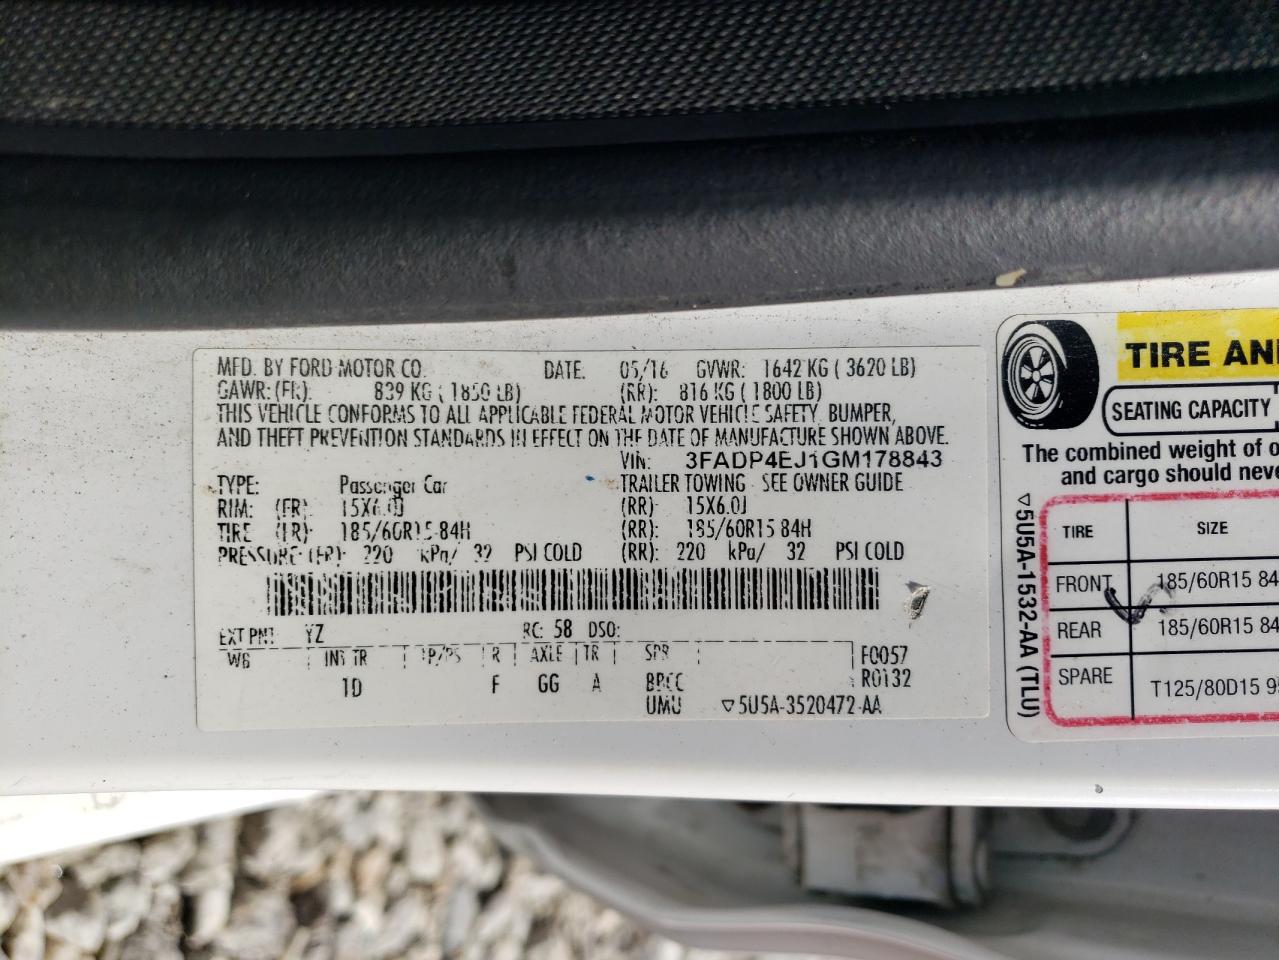 MFD. BY FORD MOTOR CO. DATE. 05/16 GVWR: 1642 KG ( 3620 LB)
GAWR:(FR): 839 KG ( 1850 LB) (RR): 816 KG ( 1800 LB)
THIS VEHICLE CONFORMS TO ALL APPLICABLE FEDERAL MOTOR VEHICLE SAFETY, BUMPER,
AND THEFT PREVENTION STANDARDS IN EFFECT ON THE DATE OF MANUFACTURE SHOWN ABOVE.
VIN: 3FADP4EJ1GM178843
TYPE: Passenger Car TRAILER TOWING - SEE OWNER GUIDE
RIM: (FR): 15X6.0J (RR): 15X6.0J
TIRE (FR): 185/60R15 84H (RR): 185/60R15 84H
PRESSURE:(FR): 220 kPa/ 32 PSI COLD (RR): 220 kPa/ 32 PSI COLD
EXT PNT: YZ RC: 58 DSO:
WB INT TR TP/PS R AXLE TR SPR F0057
1D F GG A BPCC R0132
UMU ▽5U5A-3520472-AA
TIRE AN
SEATING CAPACITY
The combined weight of o
and cargo should neve
▽5U5A-1532-AA (TLU)
TIRE SIZE
FRONT 185/60R15 84
REAR 185/60R15 84
SPARE T125/80D15 9